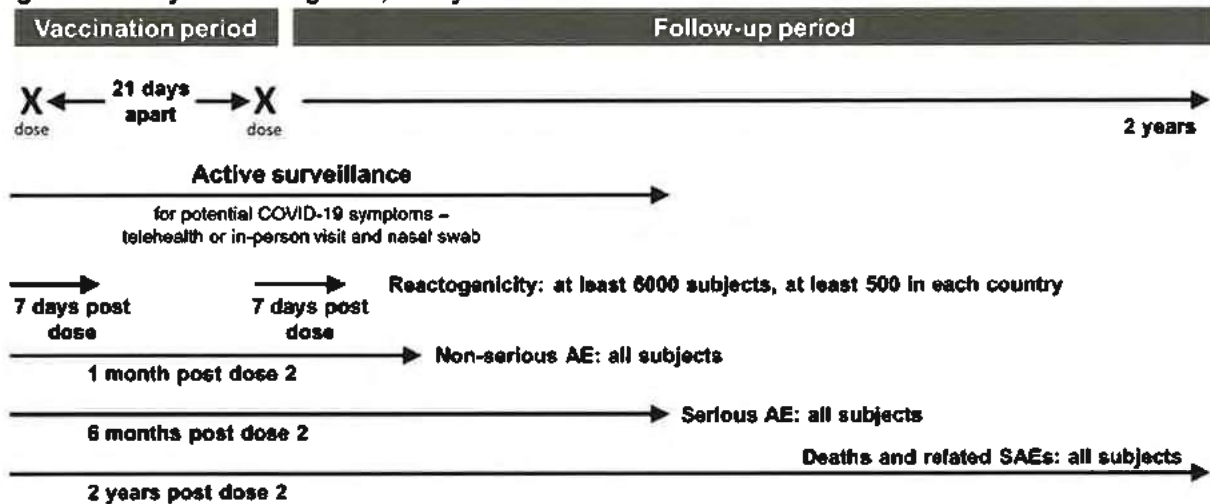 Vaccination period
Follow-up period
X
21 days
apart
X
dose
dose
2 years
Active surveillance
for potential COVID-19 symptoms –
telehealth or in-person visit and nasal swab
Reactogenicity: at least 6000 subjects, at least 500 in each country
7 days post
dose
7 days post
dose
Non-serious AE: all subjects
1 month post dose 2
Serious AE: all subjects
6 months post dose 2
Deaths and related SAEs: all subjects
2 years post dose 2